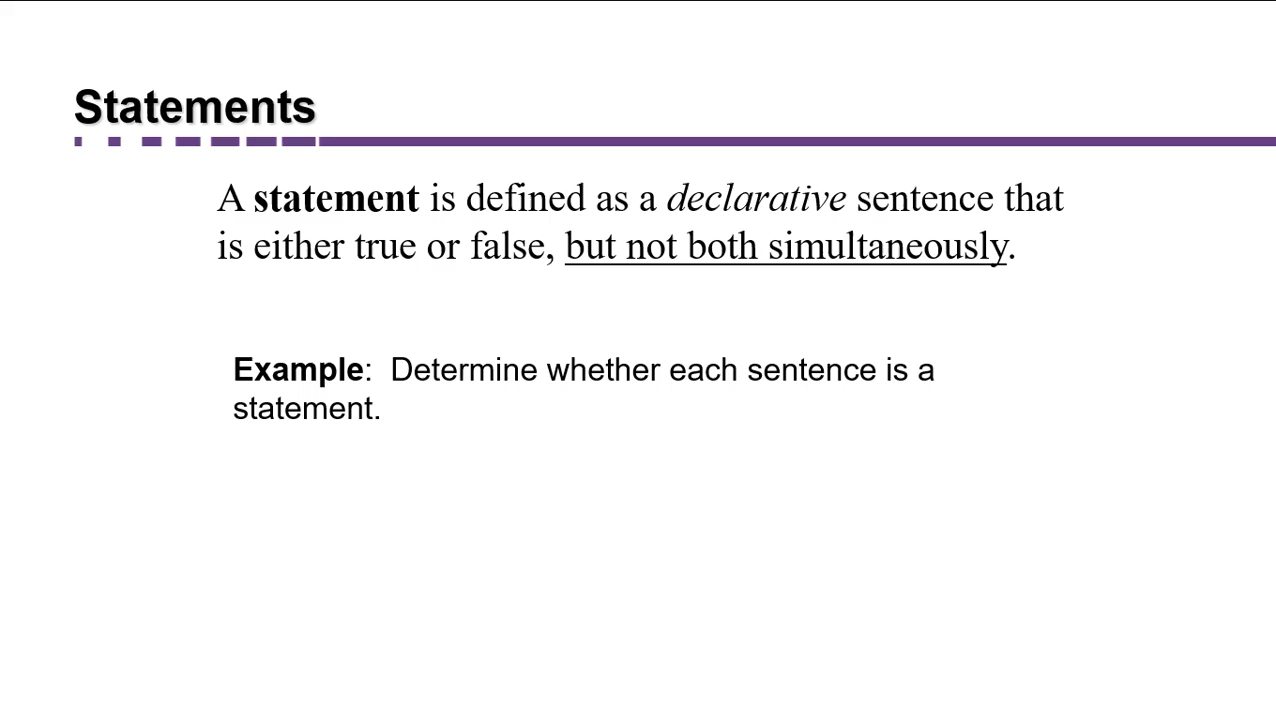 Statements
A statement is defined as a declarative sentence that
is either true or false, but not both simultaneously.
Example:  Determine whether each sentence is a
statement.